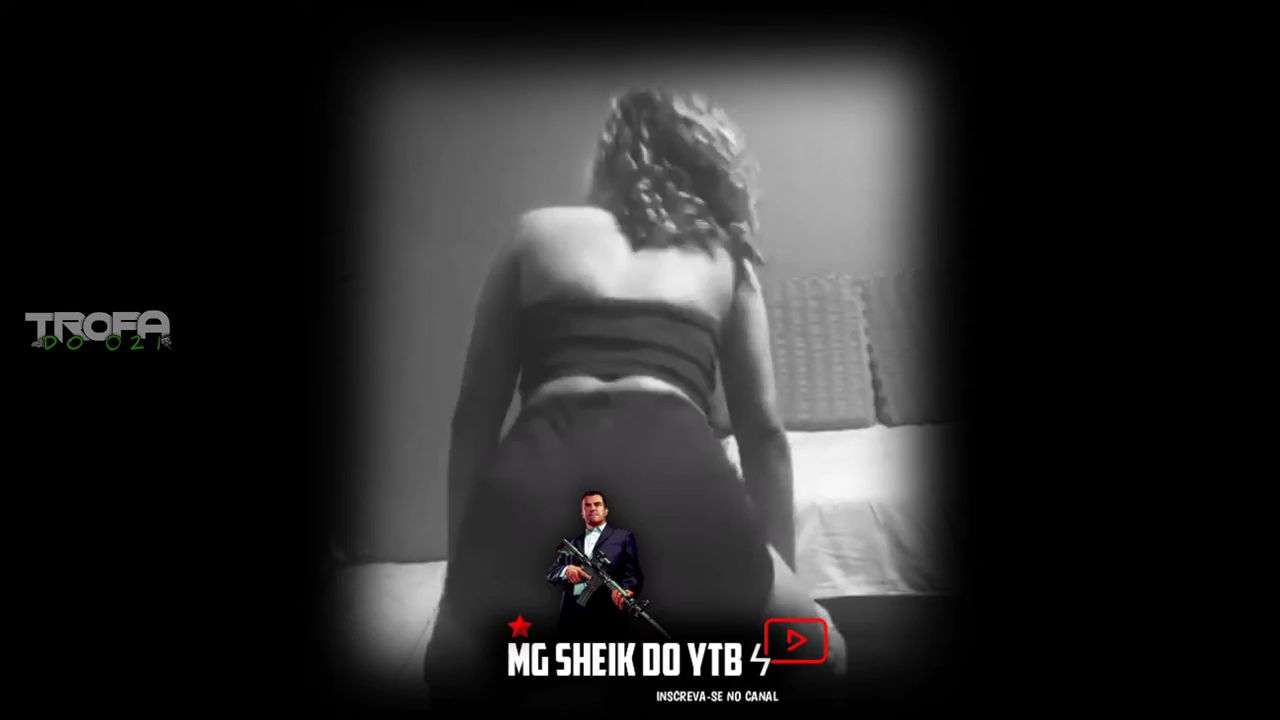 TROFA
DO 021
MG SHEIK DO YTB
INSCREVA-SE NO CANAL